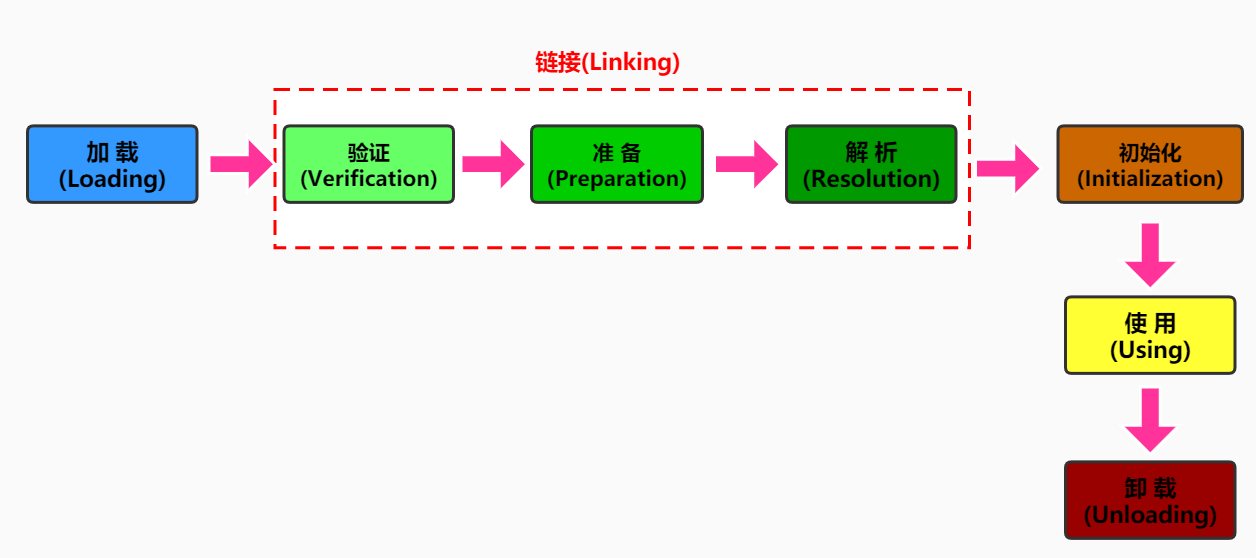 链接(Linking)
加 载
(Loading)
验证
(Verification)
准 备
(Preparation)
解 析
(Resolution)
初始化
(Initialization)
使 用
(Using)
卸 载
(Unloading)